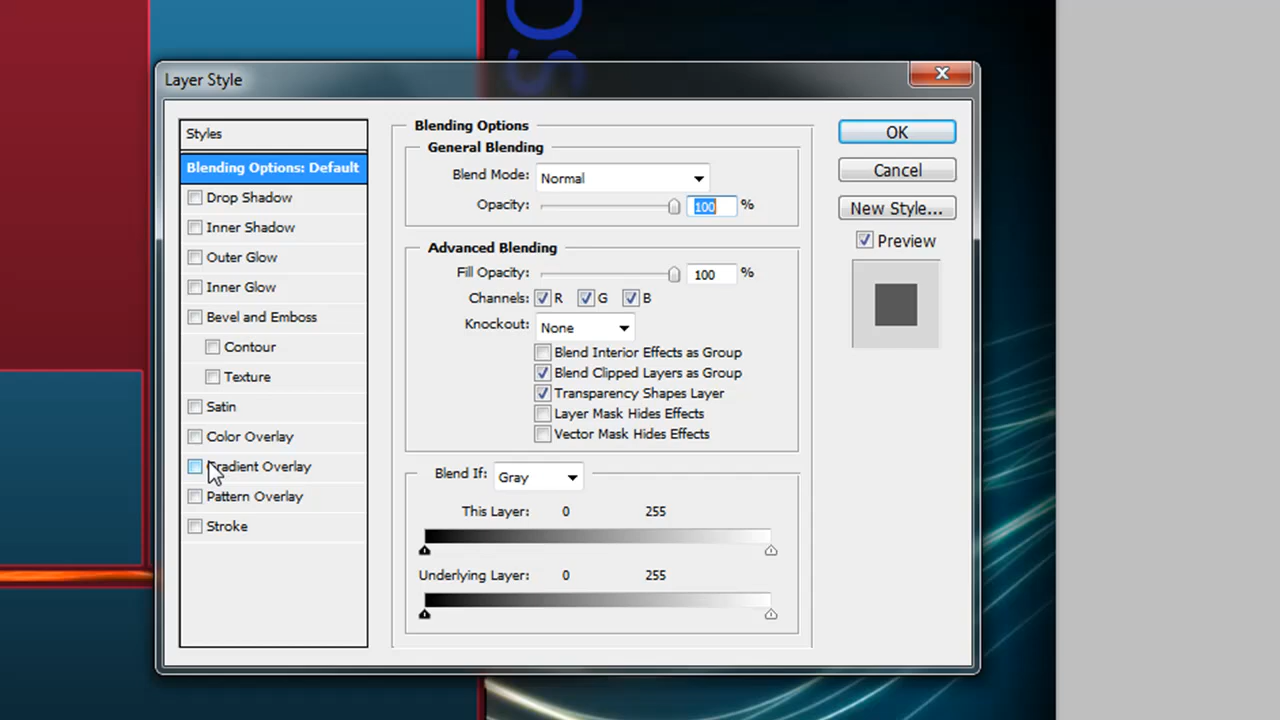 SO
Layer Style
Styles
Blending Options: Default
Drop Shadow
Inner Shadow
Outer Glow
Inner Glow
Bevel and Emboss
Contour
Texture
Satin
Color Overlay
Gradient Overlay
Pattern Overlay
Stroke
Blending Options
General Blending
Blend Mode: Normal
Opacity: 100 %
Advanced Blending
Fill Opacity: 100 %
Channels: R G B
Knockout: None
Blend Interior Effects as Group
Blend Clipped Layers as Group
Transparency Shapes Layer
Layer Mask Hides Effects
Vector Mask Hides Effects
Blend If: Gray
This Layer: 0 255
Underlying Layer: 0 255
OK
Cancel
New Style...
Preview